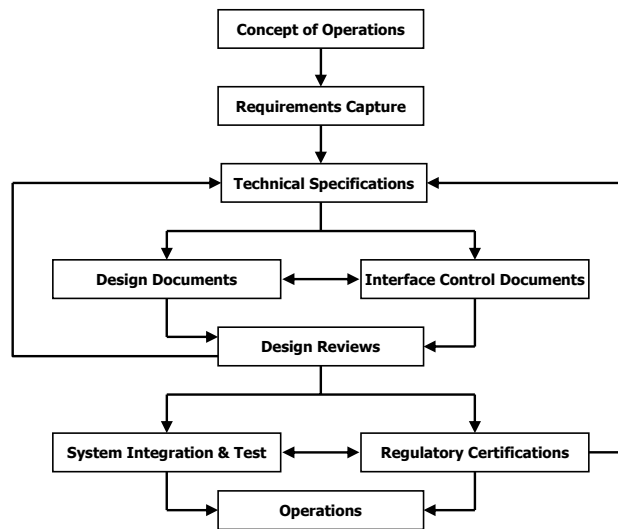 Concept of Operations
Requirements Capture
Technical Specifications
Design Documents
Interface Control Documents
Design Reviews
System Integration & Test
Regulatory Certifications
Operations